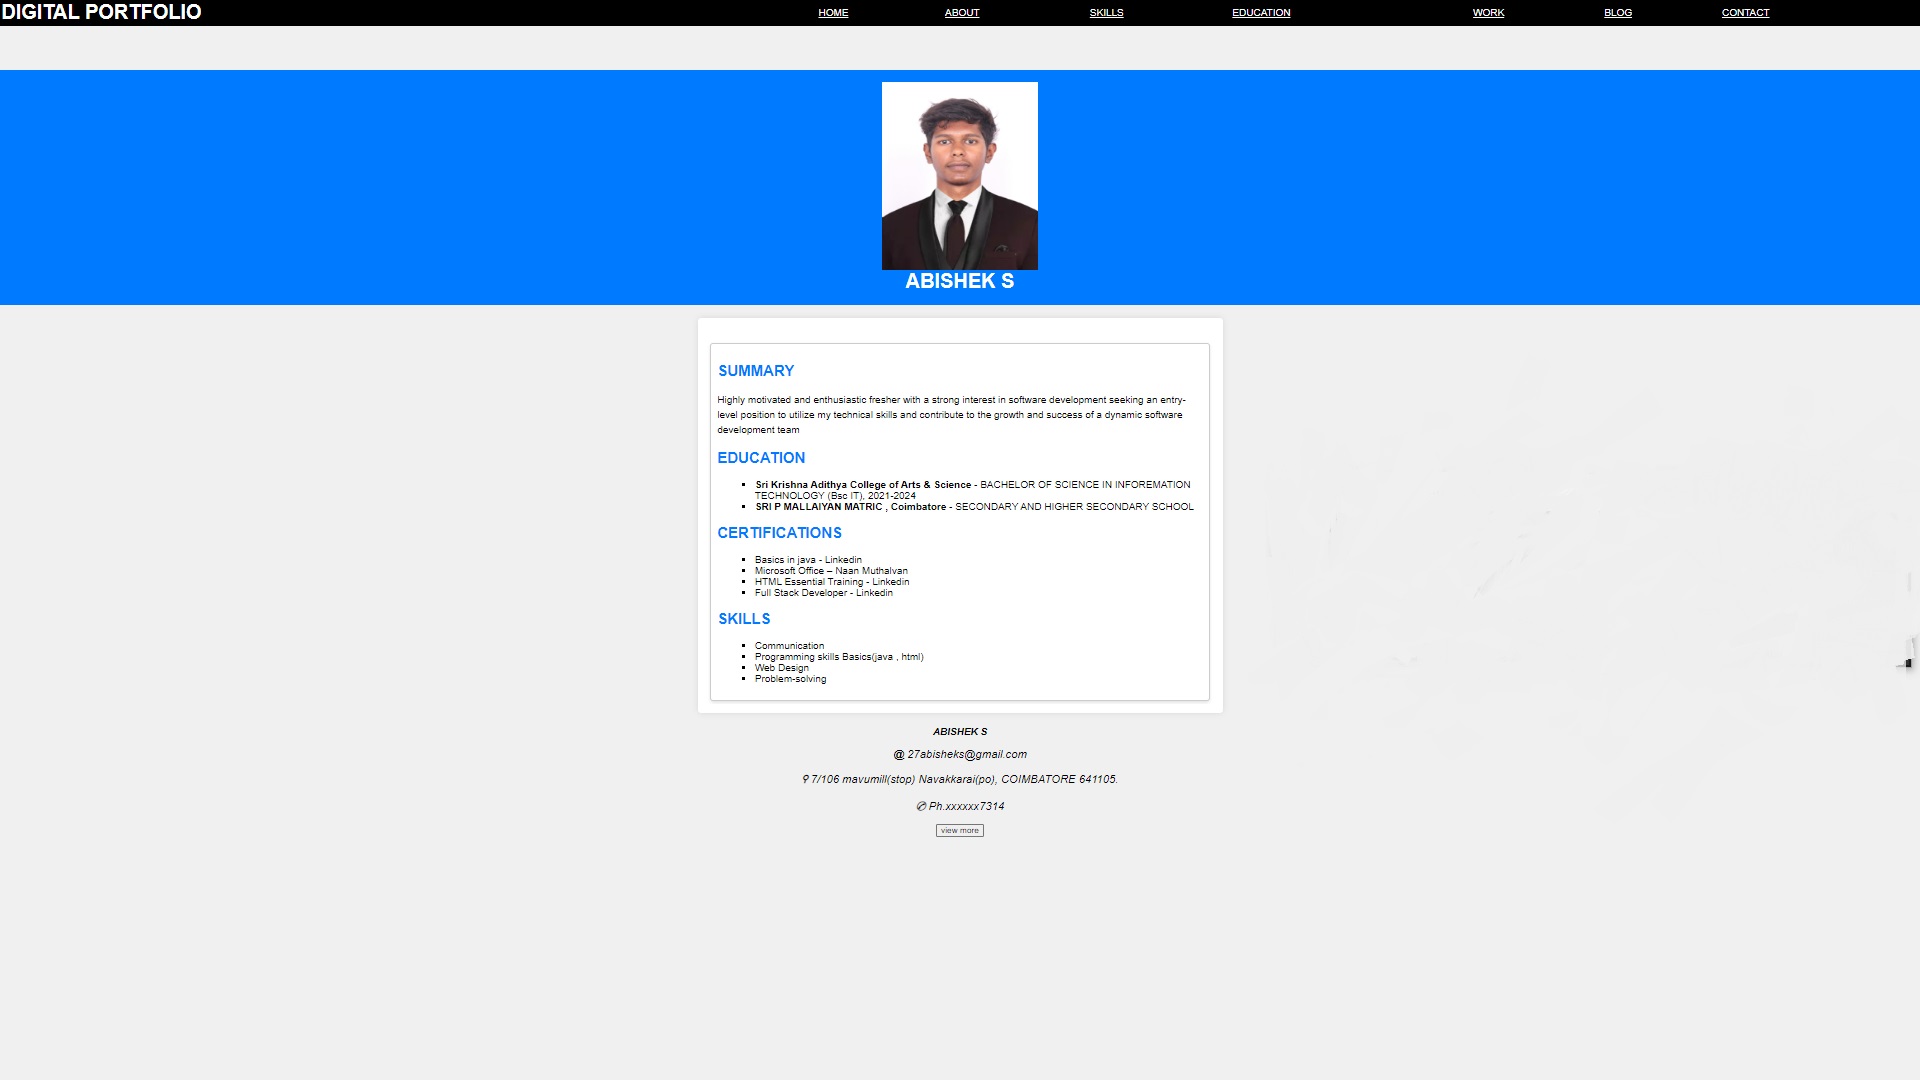 DIGITAL PORTFOLIO
HOME ABOUT SKILLS EDUCATION WORK BLOG CONTACT
ABISHEK S
SUMMARY
Highly motivated and enthusiastic fresher with a strong interest in software development seeking an entry-
level position to utilize my technical skills and contribute to the growth and success of a dynamic software
development team
EDUCATION
Sri Krishna Adithya College of Arts & Science - BACHELOR OF SCIENCE IN INFOREMATION
TECHNOLOGY (Bsc IT), 2021-2024
SRI P MALLAIYAN MATRIC , Coimbatore - SECONDARY AND HIGHER SECONDARY SCHOOL
CERTIFICATIONS
Basics in java - Linkedin
Microsoft Office – Naan Muthalvan
HTML Essential Training - Linkedin
Full Stack Developer - Linkedin
SKILLS
Communication
Programming skills Basics(java , html)
Web Design
Problem-solving
ABISHEK S
@ 27abisheks@gmail.com
⚲ 7/106 mavumill(stop) Navakkarai(po), COIMBATORE 641105.
✆ Ph.xxxxxx7314
view more